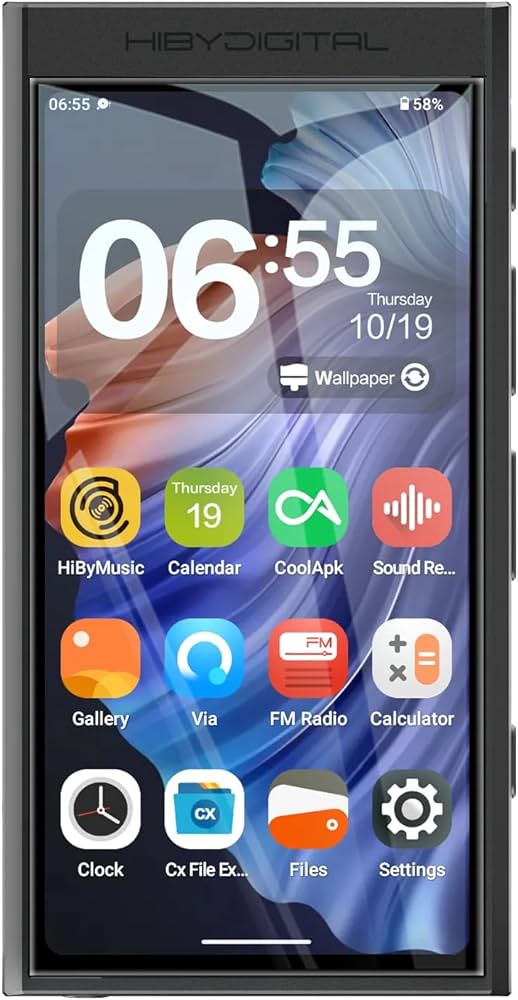 HIBYDIGITAL
06:55 58%
06:55
Thursday
10/19
Wallpaper
Thursday
19
HiByMusic Calendar CoolApk Sound Re...
FM
Gallery Via FM Radio Calculator
CX
Clock Cx File Ex... Files Settings